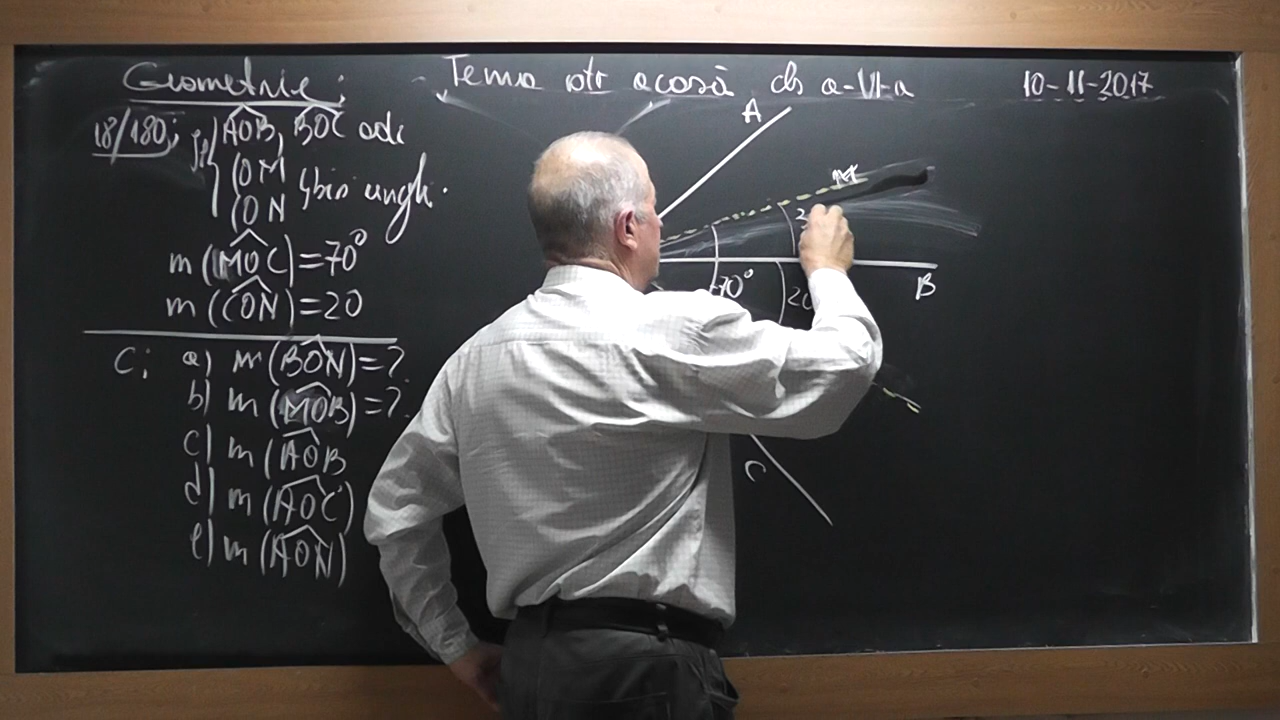 Geometrie: Tema ptr acasă cls a-VI-a 10-11-2017
18/180; AOB, BOC adi
(OM
(ON bis ungh.
m(MOC)=70°
m(CON)=20
C: a) m(BON)=?
b) m(MOB)=?
c) m(AOB
d) m(AOC)
e) m(AON)
A
M
2
B
70°
20
C